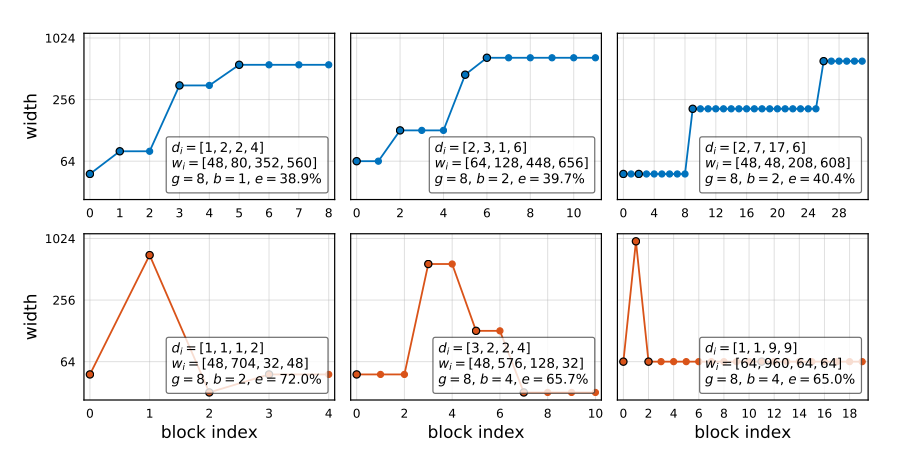 1024
256
64
width
d_i = [1, 2, 2, 4]
w_i = [48, 80, 352, 560]
g = 8, b = 1, e = 38.9%
0 1 2 3 4 5 6 7 8
d_i = [2, 3, 1, 6]
w_i = [64, 128, 448, 656]
g = 8, b = 2, e = 39.7%
0 2 4 6 8 10
d_i = [2, 7, 17, 6]
w_i = [48, 48, 208, 608]
g = 8, b = 2, e = 40.4%
0 4 8 12 16 20 24 28
1024
256
64
width
d_i = [1, 1, 1, 2]
w_i = [48, 704, 32, 48]
g = 8, b = 2, e = 72.0%
0 1 2 3 4
block index
d_i = [3, 2, 2, 4]
w_i = [48, 576, 128, 32]
g = 8, b = 4, e = 65.7%
0 2 4 6 8 10
block index
d_i = [1, 1, 9, 9]
w_i = [64, 960, 64, 64]
g = 8, b = 4, e = 65.0%
0 2 4 6 8 10 12 14 16 18
block index